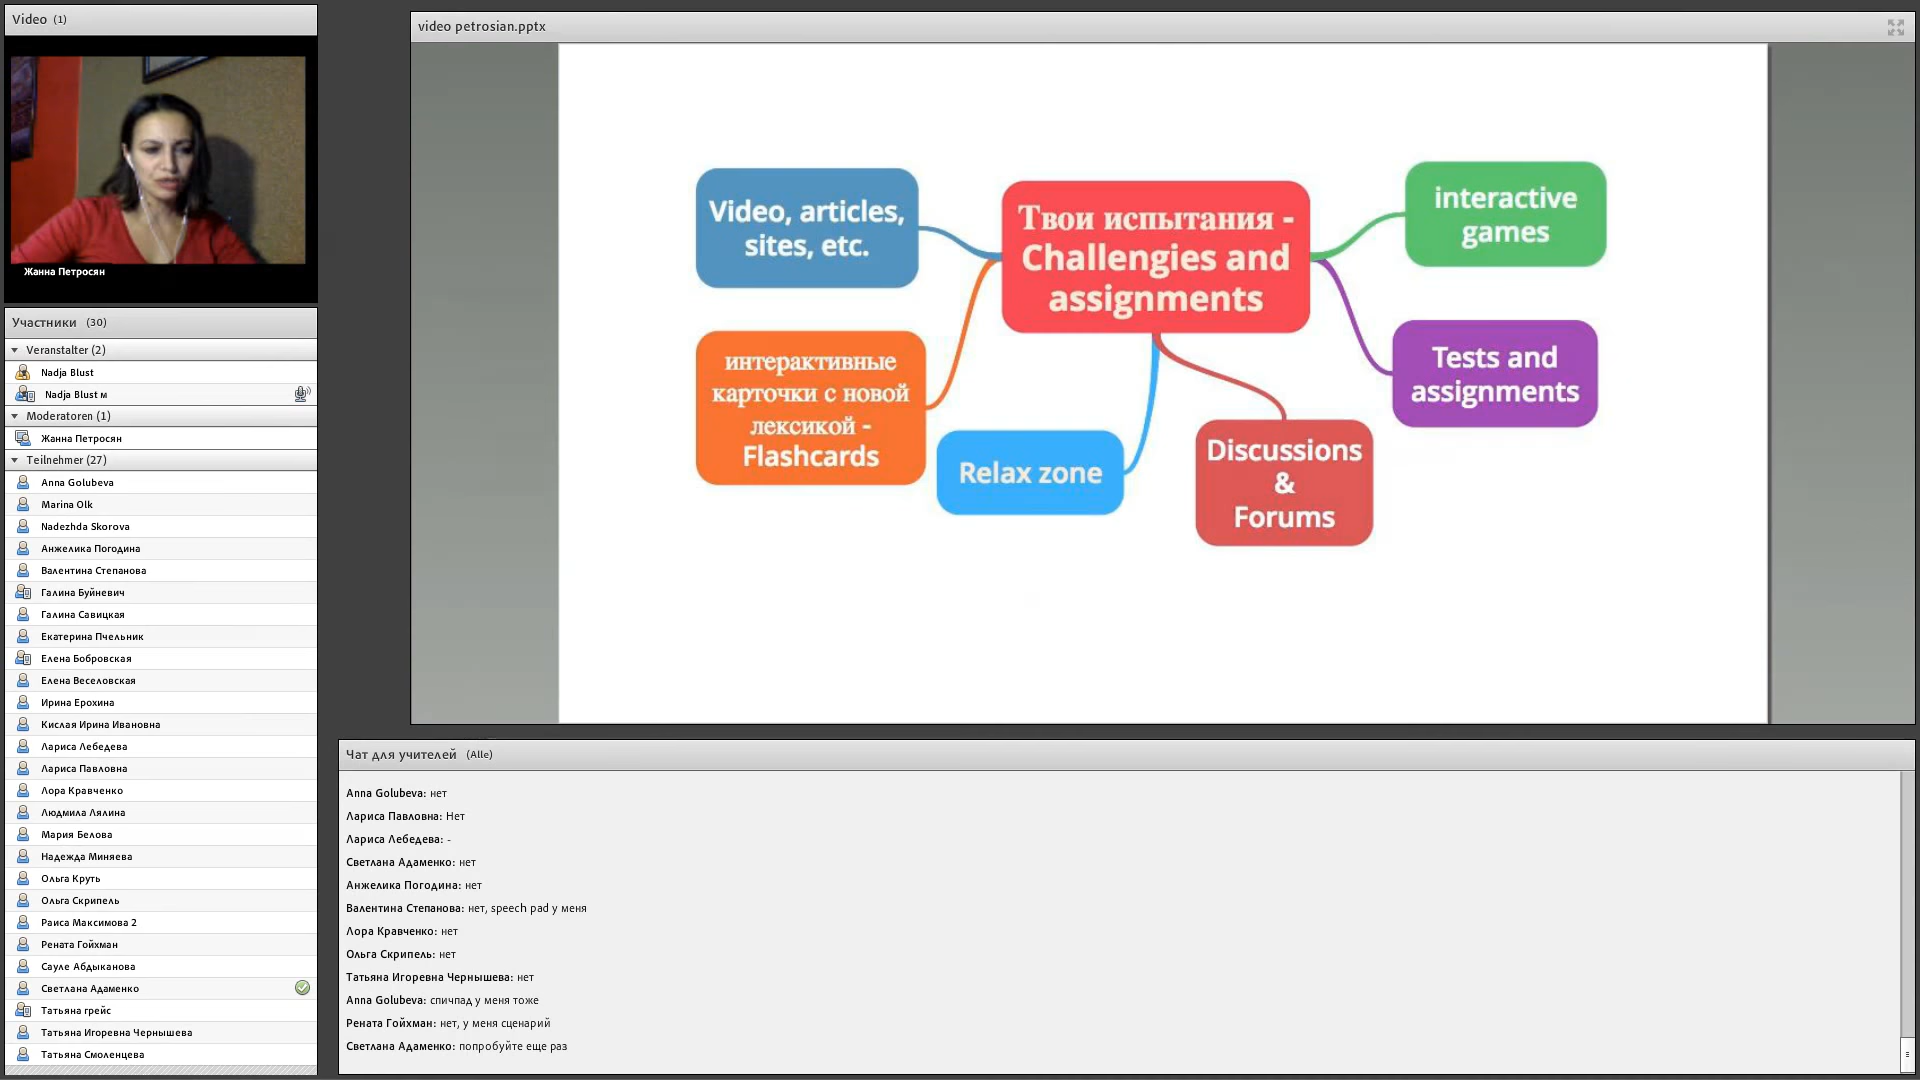 Video (1)
Жанна Петросян
Участники (30)
Veranstalter (2)
Nadja Blust
Nadja Blust м
Moderatoren (1)
Жанна Петросян
Teilnehmer (27)
Anna Golubeva
Marina Olk
Nadezhda Skorova
Анжелика Погодина
Валентина Степанова
Галина Буйневич
Галина Савицкая
Екатерина Пчельник
Елена Бобровская
Елена Веселовская
Ирина Ерохина
Кислая Ирина Ивановна
Лариса Лебедева
Лариса Павловна
Лора Кравченко
Людмила Лялина
Мария Белова
Надежда Миняева
Ольга Круть
Ольга Скрипель
Раиса Максимова 2
Рената Гойхман
Сауле Абдыканова
Светлана Адаменко
Татьяна грейс
Татьяна Игоревна Чернышева
Татьяна Смоленцева
video petrosian.pptx
Video, articles,
sites, etc.
Твои испытания -
Challengies and
assignments
interactive
games
интерактивные
карточки с новой
лексикой -
Flashcards
Tests and
assignments
Relax zone
Discussions
&
Forums
Чат для учителей (Alle)
Anna Golubeva: нет
Лариса Павловна: Нет
Лариса Лебедева: -
Светлана Адаменко: нет
Анжелика Погодина: нет
Валентина Степанова: нет, speech pad у меня
Лора Кравченко: нет
Ольга Скрипель: нет
Татьяна Игоревна Чернышева: нет
Anna Golubeva: спичпад у меня тоже
Рената Гойхман: нет, у меня сценарий
Светлана Адаменко: попробуйте еще раз